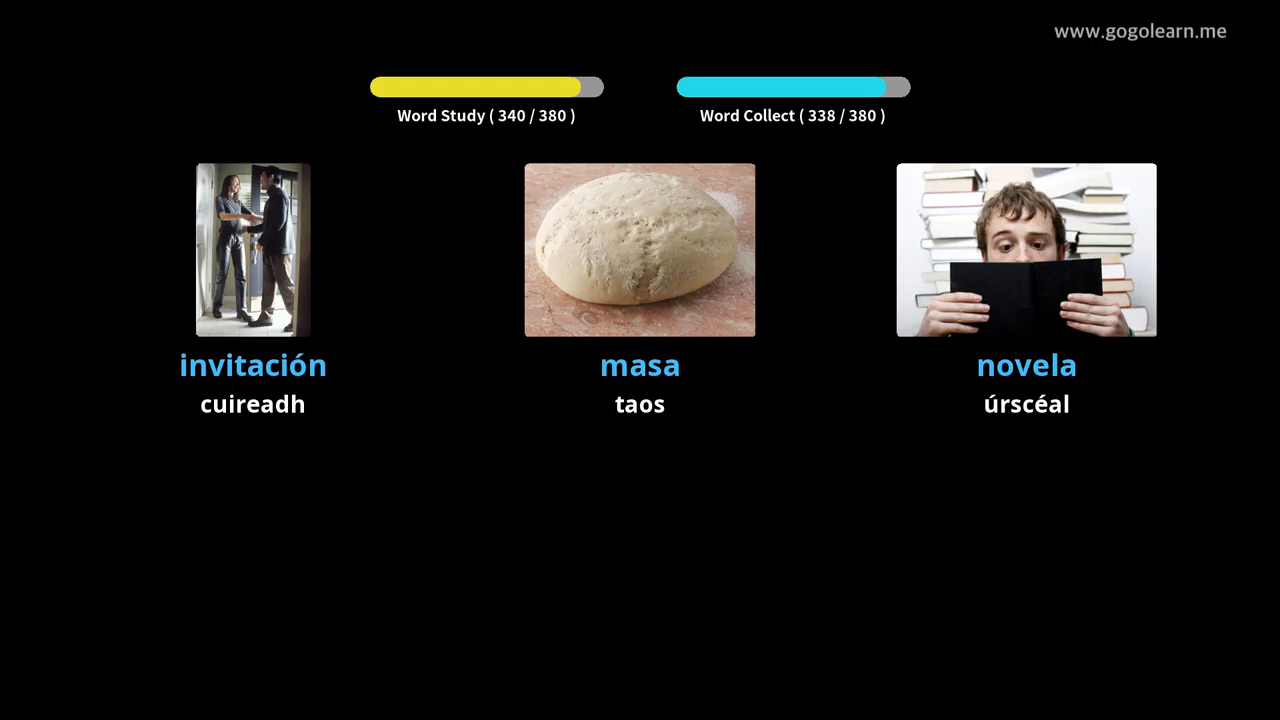 www.gogolearn.me
Word Study ( 340 / 380 )
Word Collect ( 338 / 380 )
invitación
cuireadh
masa
taos
novela
úrscéal